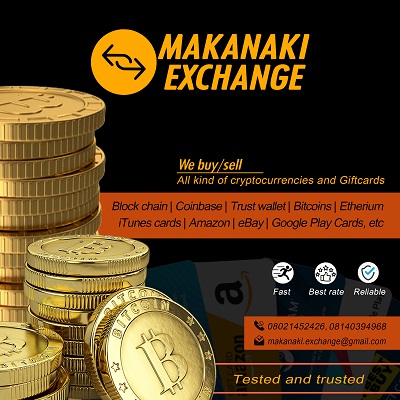 MAKANAKI
EXCHANGE
We buy/sell
All kind of cryptocurrencies and Giftcards
Block chain | Coinbase | Trust wallet | Bitcoins | Etherium
iTunes cards | Amazon | eBay | Google Play Cards, etc
Fast Best rate Reliable
08021452426, 08140394968
makanaki.exchange@gmail.com
Tested and trusted
BITCOIN
BITCOIN